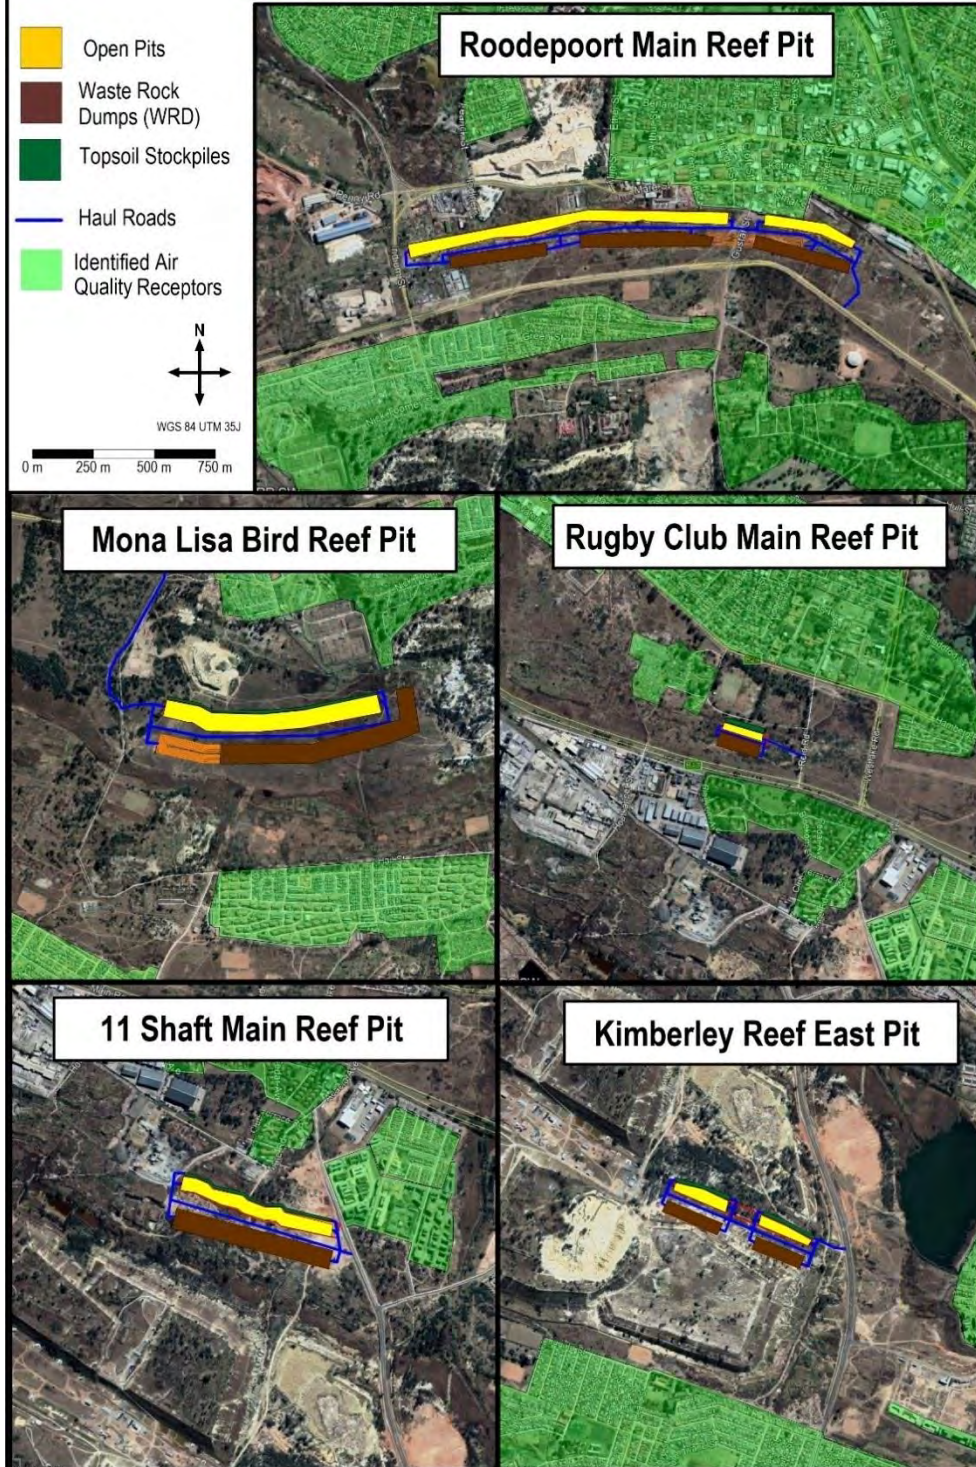 Open Pits
Waste Rock
Dumps (WRD)
Topsoil Stockpiles
Haul Roads
Identified Air
Quality Receptors
N
WGS 84 UTM 35J
0 m 250 m 500 m 750 m
Roodepoort Main Reef Pit
Mona Lisa Bird Reef Pit
Rugby Club Main Reef Pit
11 Shaft Main Reef Pit
Kimberley Reef East Pit